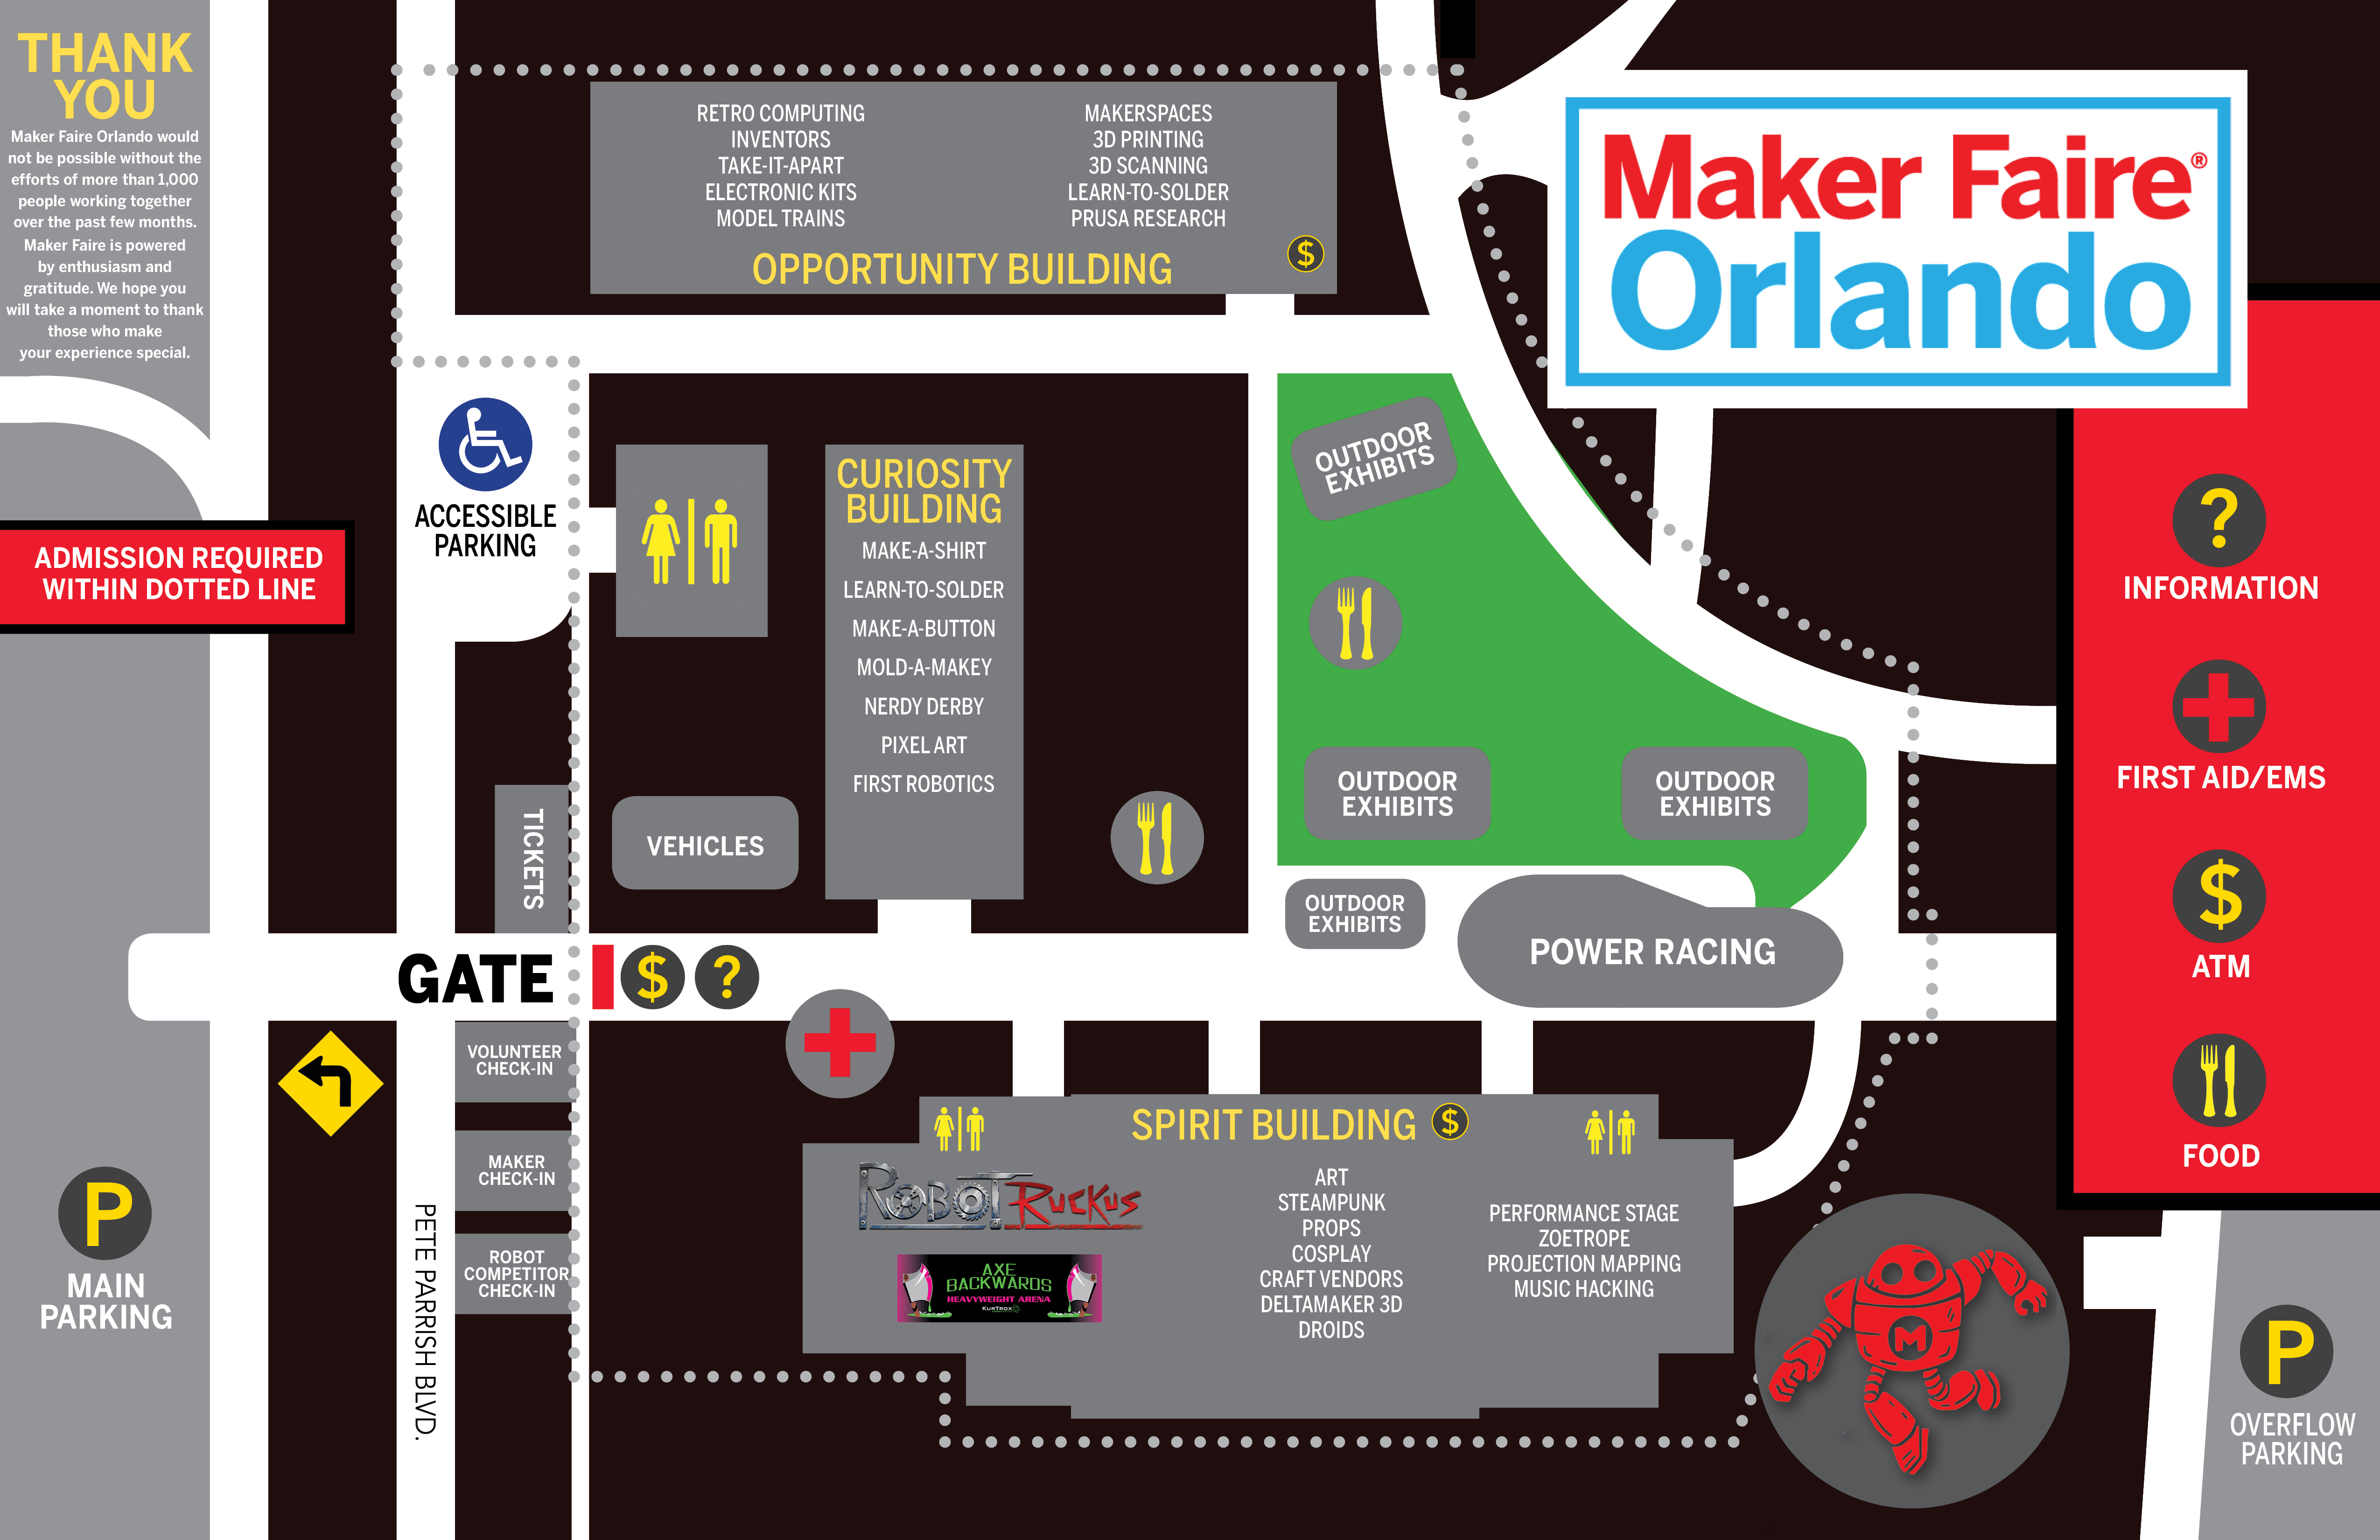 THANK
YOU
Maker Faire Orlando would
not be possible without the
efforts of more than 1,000
people working together
over the past few months.
Maker Faire is powered
by enthusiasm and
gratitude. We hope you
will take a moment to thank
those who make
your experience special.
ADMISSION REQUIRED
WITHIN DOTTED LINE
P
MAIN
PARKING
RETRO COMPUTING
INVENTORS
TAKE-IT-APART
ELECTRONIC KITS
MODEL TRAINS
MAKERSPACES
3D PRINTING
3D SCANNING
LEARN-TO-SOLDER
PRUSA RESEARCH
OPPORTUNITY BUILDING
$
Maker Faire®
Orlando
ACCESSIBLE
PARKING
CURIOSITY
BUILDING
MAKE-A-SHIRT
LEARN-TO-SOLDER
MAKE-A-BUTTON
MOLD-A-MAKEY
NERDY DERBY
PIXEL ART
FIRST ROBOTICS
OUTDOOR
EXHIBITS
OUTDOOR
EXHIBITS
OUTDOOR
EXHIBITS
OUTDOOR
EXHIBITS
POWER RACING
VEHICLES
TICKETS
GATE
$
?
VOLUNTEER
CHECK-IN
MAKER
CHECK-IN
ROBOT
COMPETITOR
CHECK-IN
PETE PARRISH BLVD.
SPIRIT BUILDING
$
ROBOT RUCKUS
AXE
BACKWARDS
HEAVYWEIGHT ARENA
KURTROX
ART
STEAMPUNK
PROPS
COSPLAY
CRAFT VENDORS
DELTAMAKER 3D
DROIDS
PERFORMANCE STAGE
ZOETROPE
PROJECTION MAPPING
MUSIC HACKING
M
?
INFORMATION
FIRST AID/EMS
$
ATM
FOOD
P
OVERFLOW
PARKING